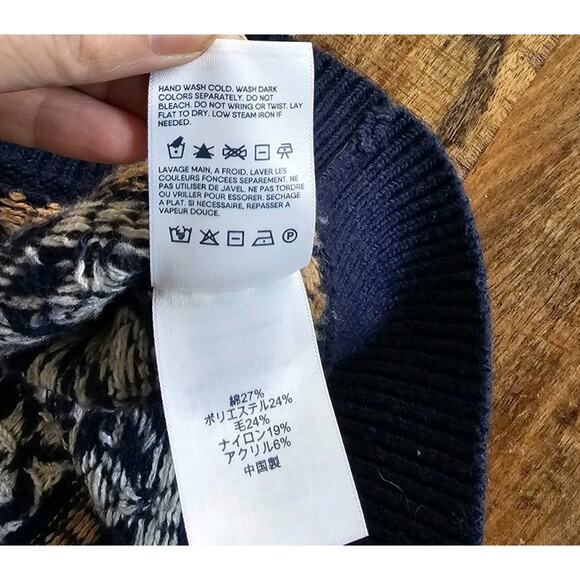 HAND WASH COLD. WASH DARK
COLORS SEPARATELY. DO NOT
BLEACH. DO NOT WRING OR TWIST. LAY
FLAT TO DRY. LOW STEAM IRON IF
NEEDED.
LAVAGE MAIN, A FROID. LAVER LES
COULEURS FONCEES SEPAREMENT. NE
PAS UTILISER DE JAVEL. NE PAS TORDRE
OU VRILLER POUR ESSORER. SECHAGE
A PLAT. SI NECESSAIRE, REPASSER A
VAPEUR DOUCE.
P
綿27%
ポリエステル24%
毛24%
ナイロン19%
アクリル6%
中国製